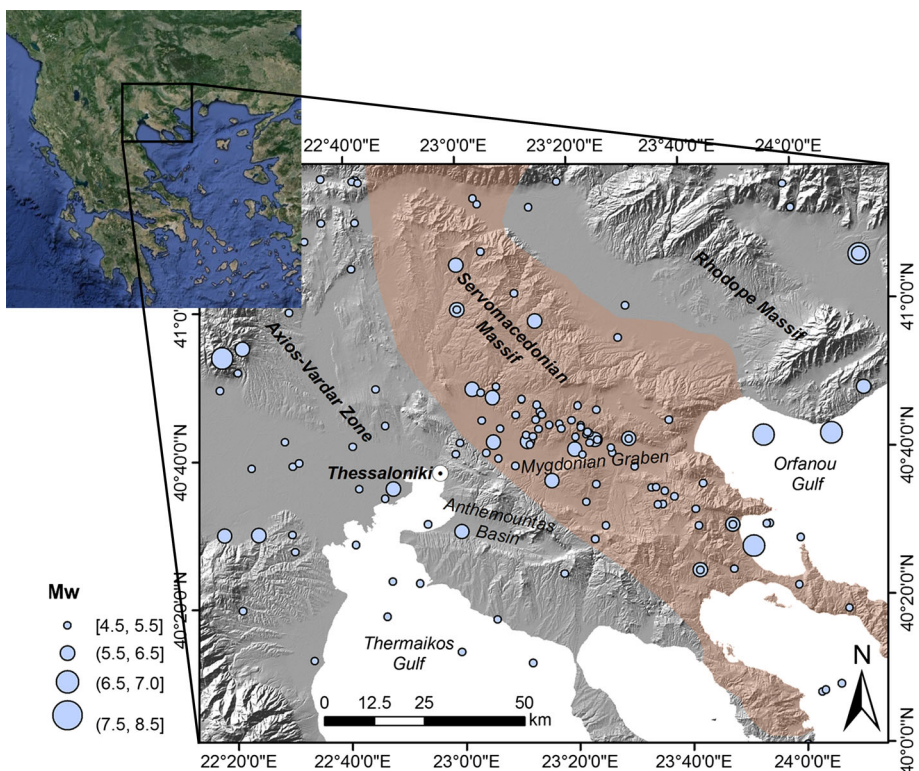 22°40'0"E 23°0'0"E 23°20'0"E 23°40'0"E 24°0'0"E
41°0'0"N
41°0'0"N
Rhodope Massif
Servomacedonian
Massif
Axios-Vardar Zone
40°40'0"N
40°40'0"N
Thessaloniki
Mygdonian Graben
Orfanou
Gulf
Anthemountas
Basin
40°20'0"N
40°20'0"N
Thermaikos
Gulf
Mw
[4.5, 5.5]
(5.5, 6.5]
(6.5, 7.0]
(7.5, 8.5]
0 12.5 25 50
km
N
40°0'0"N
22°20'0"E 22°40'0"E 23°0'0"E 23°20'0"E 23°40'0"E 24°0'0"E